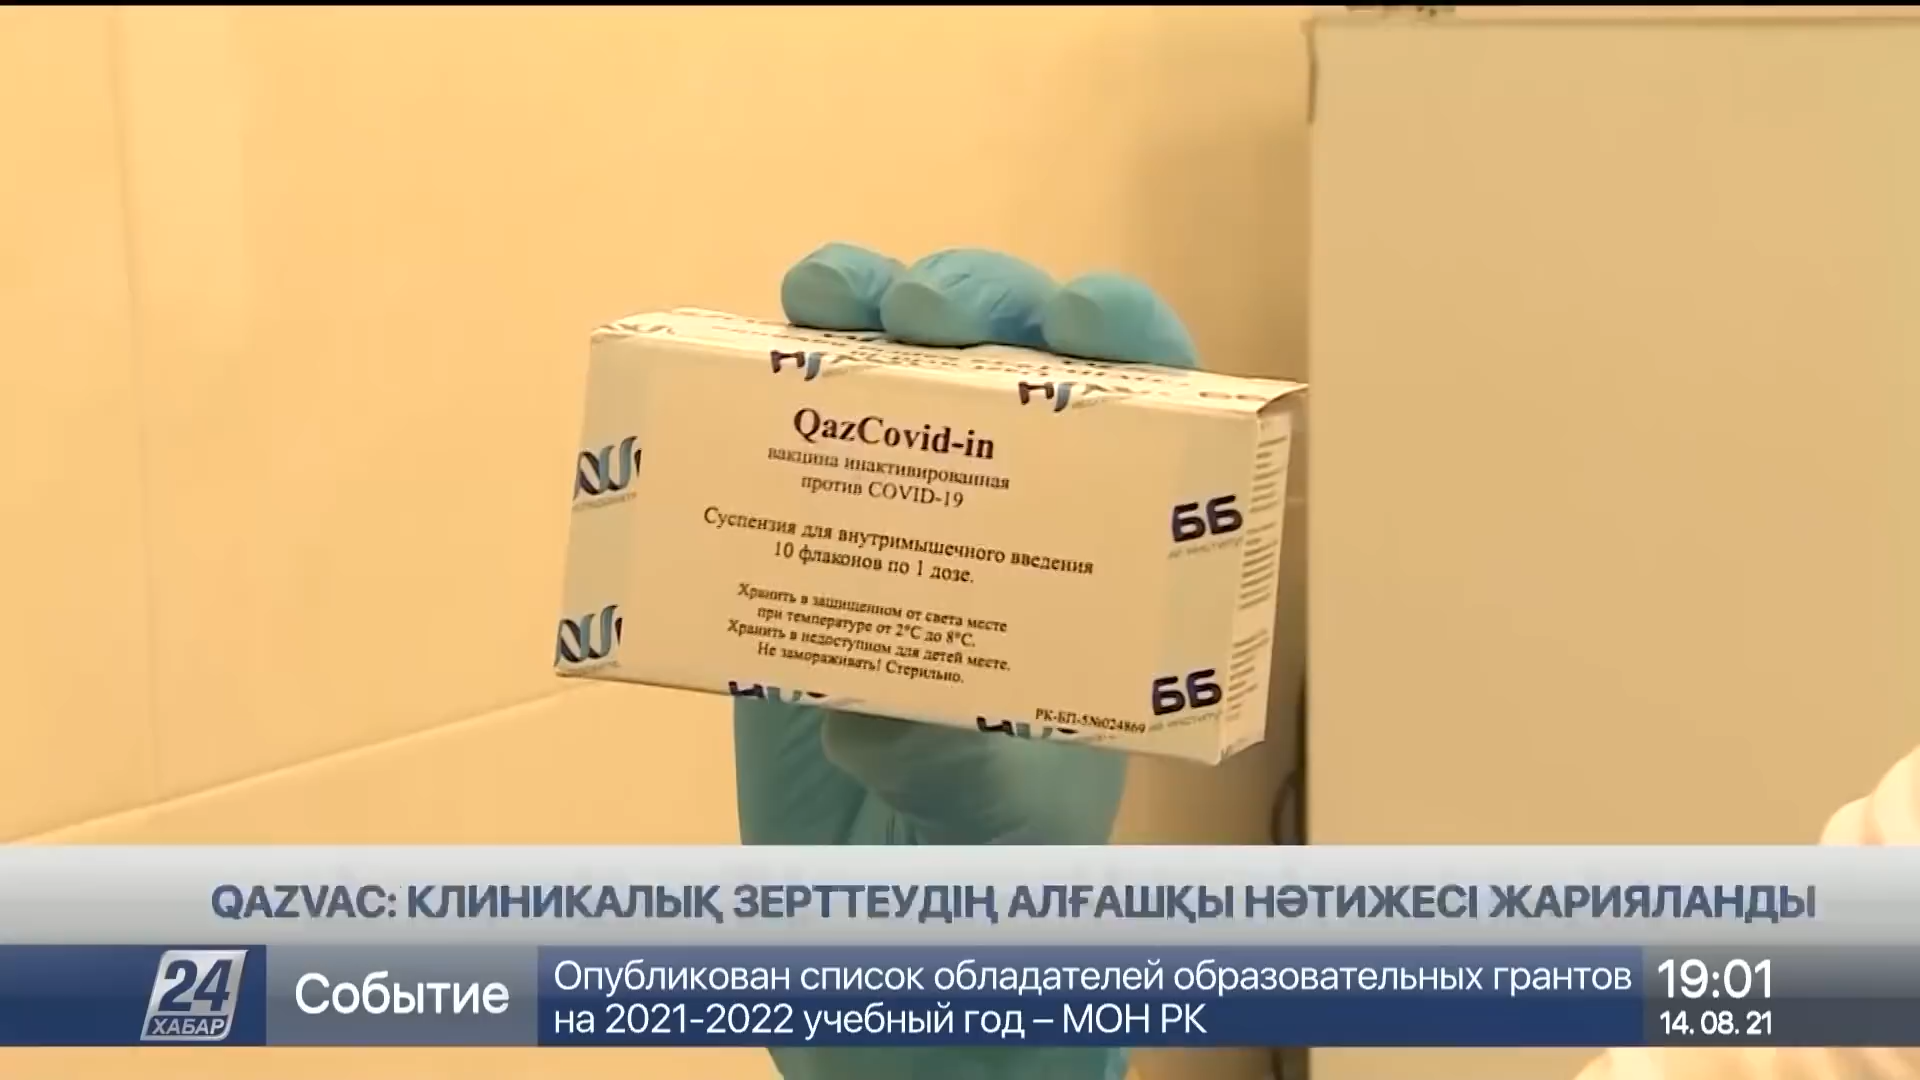 QazCovid-in
вакцина инактивированная
против COVID-19
Суспензия для внутримышечного введения
10 флаконов по 1 дозе.
Хранить в защищенном от света месте
при температуре от 2°С до 8°С.
Хранить в недоступном для детей месте.
Не замораживать! Стерильно.
РК-БП-5№024869
ББ
ББ
QAZVAC: КЛИНИКАЛЫҚ ЗЕРТТЕУДІҢ АЛҒАШҚЫ НӘТИЖЕСІ ЖАРИЯЛАНДЫ
24
ХАБАР
Событие
Опубликован список обладателей образовательных грантов
на 2021-2022 учебный год – МОН РК
19:01
14. 08. 21